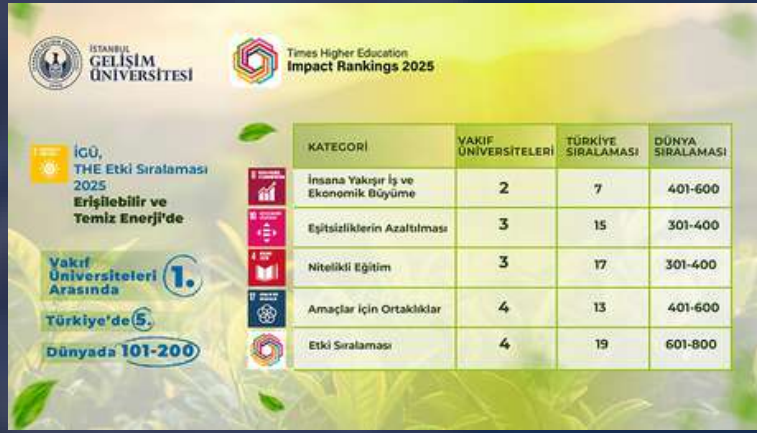 İSTANBUL
GELİŞİM
ÜNİVERSİTESİ
Times Higher Education
Impact Rankings 2025
İGÜ,
THE Etki Sıralaması
2025
Erişilebilir ve
Temiz Enerji'de
Vakıf
Üniversiteleri 1.
Arasında
Türkiye'de 5.
Dünyada 101-200
KATEGORİ
VAKIF
ÜNİVERSİTELERİ
TÜRKİYE
SIRALAMASI
DÜNYA
SIRALAMASI
8
İnsana Yakışır İş ve
Ekonomik Büyüme
2
7
401-600
10
Eşitsizliklerin Azaltılması
3
15
301-400
4
Nitelikli Eğitim
3
17
301-400
17
Amaçlar için Ortaklıklar
4
13
401-600
Etki Sıralaması
4
19
601-800